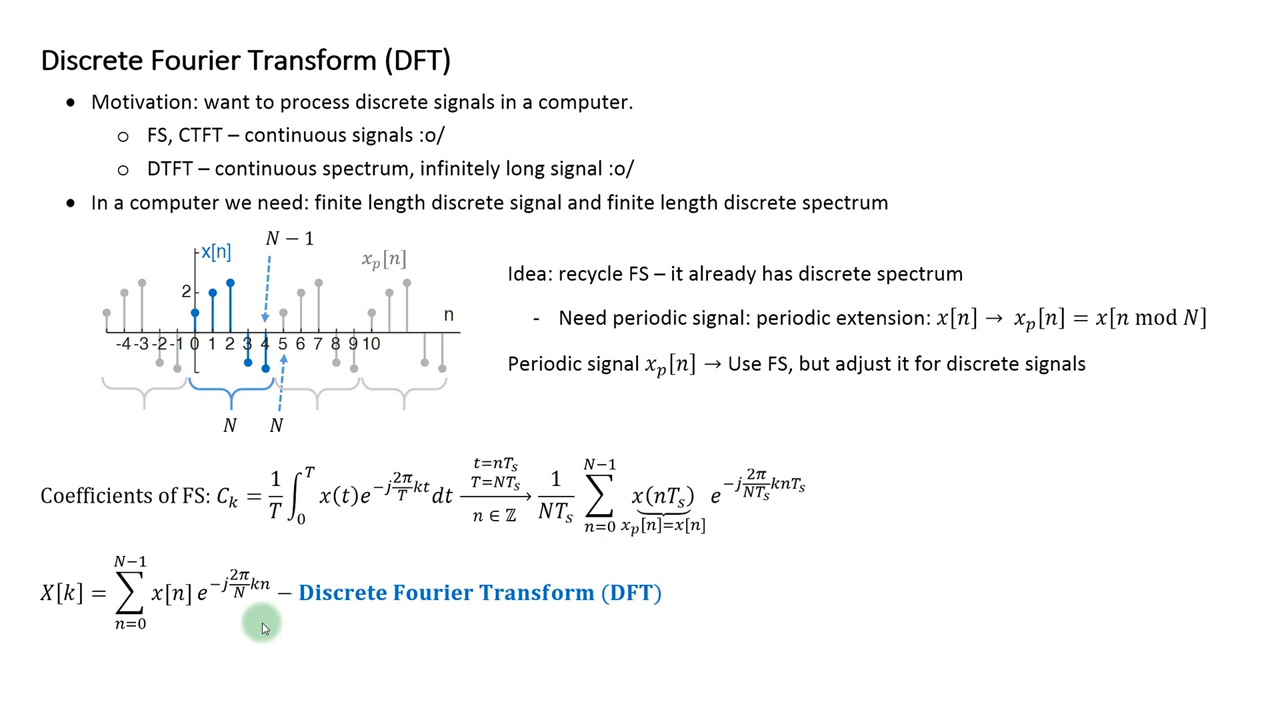 Discrete Fourier Transform (DFT)
• Motivation: want to process discrete signals in a computer.
o FS, CTFT – continuous signals :o/
o DTFT – continuous spectrum, infinitely long signal :o/
• In a computer we need: finite length discrete signal and finite length discrete spectrum
N − 1
x[n]
x_p[n]
2
n
-4 -3 -2 -1 0 1 2 3 4 5 6 7 8 9 10
N N
Idea: recycle FS – it already has discrete spectrum
- Need periodic signal: periodic extension: x[n] → x_p[n] = x[n mod N]
Periodic signal x_p[n] → Use FS, but adjust it for discrete signals
Coefficients of FS: C_k = 1/T ∫_0^T x(t)e^{−j(2π/T)kt} dt → (t=nT_s, T=NT_s, n ∈ ℤ) 1/(NT_s) ∑_{n=0}^{N−1} x(nT_s) e^{−j(2π/(NT_s))knT_s}
x_p[n]=x[n]
X[k] = ∑_{n=0}^{N−1} x[n] e^{−j(2π/N)kn} – Discrete Fourier Transform (DFT)